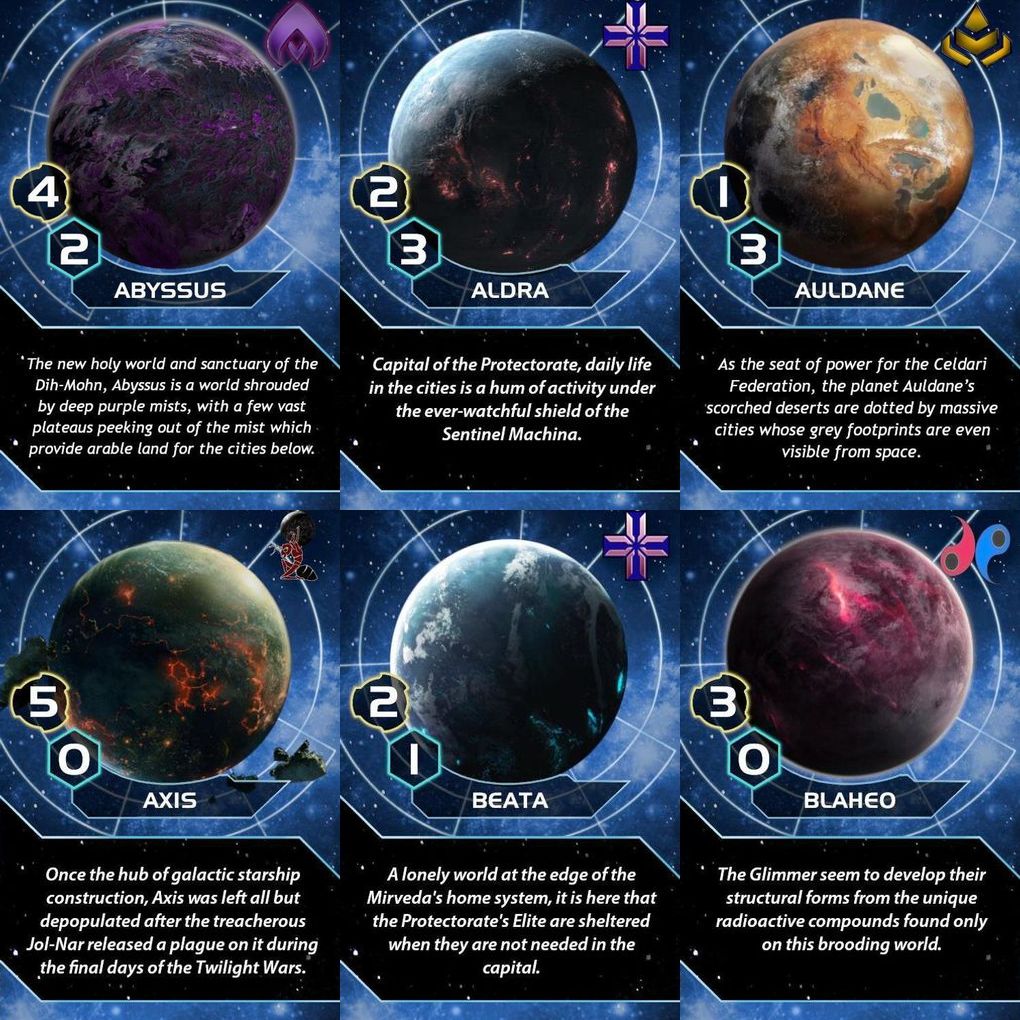 4
2
ABYSSUS
The new holy world and sanctuary of the
Dih-Mohn, Abyssus is a world shrouded
by deep purple mists, with a few vast
plateaus peeking out of the mist which
provide arable land for the cities below.
2
3
ALDRA
Capital of the Protectorate, daily life
in the cities is a hum of activity under
the ever-watchful shield of the
Sentinel Machina.
1
3
AULDANE
As the seat of power for the Celdari
Federation, the planet Auldane's
scorched deserts are dotted by massive
cities whose grey footprints are even
visible from space.
5
0
AXIS
Once the hub of galactic starship
construction, Axis was left all but
depopulated after the treacherous
Jol-Nar released a plague on it during
the final days of the Twilight Wars.
2
1
BEATA
A lonely world at the edge of the
Mirveda's home system, it is here that
the Protectorate's Elite are sheltered
when they are not needed in the
capital.
3
0
BLAHEO
The Glimmer seem to develop their
structural forms from the unique
radioactive compounds found only
on this brooding world.